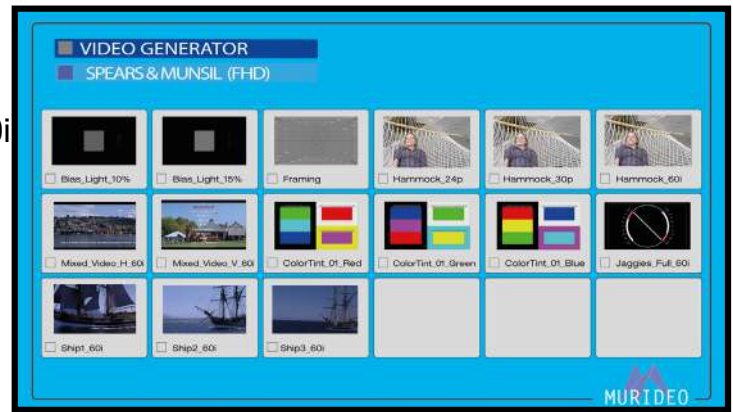 0i
VIDEO GENERATOR
SPEARS & MUNSIL (FHD)
Bias_Light_10%
Bias_Light_15%
Framing
Hammock_24p
Hammock_30p
Hammock_60i
Mixed_Video_H_60i
Mixed_Video_V_60i
ColorTint_01_Red
ColorTint_01_Green
ColorTint_01_Blue
Jaggies_Full_60i
Ship1_60i
Ship2_60i
Ship3_60i
MURIDEO